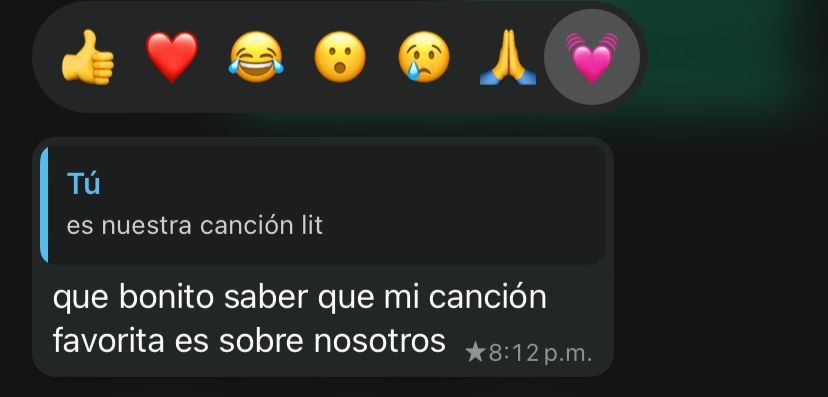 Tú
es nuestra canción lit
que bonito saber que mi canción
favorita es sobre nosotros ★8:12 p.m.